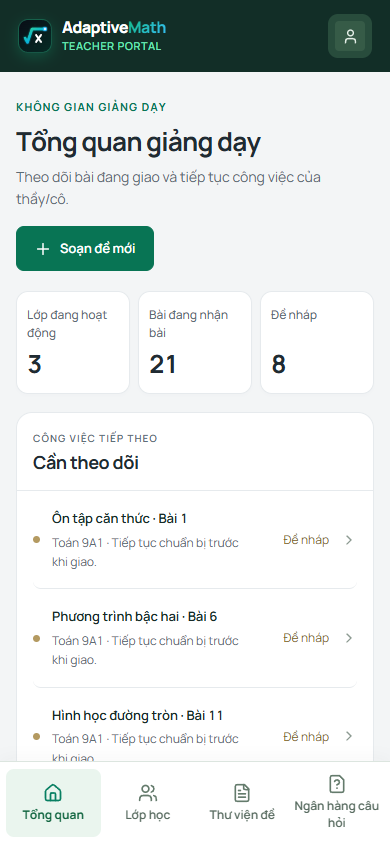 AdaptiveMath
TEACHER PORTAL
KHÔNG GIAN GIẢNG DẠY
Tổng quan giảng dạy
Theo dõi bài đang giao và tiếp tục công việc của
thầy/cô.
Soạn đề mới
Lớp đang hoạt
động
3
Bài đang nhận
bài
21
Đề nháp
8
CÔNG VIỆC TIẾP THEO
Cần theo dõi
Ôn tập căn thức · Bài 1
Toán 9A1 · Tiếp tục chuẩn bị trước
khi giao.
Đề nháp
Phương trình bậc hai · Bài 6
Toán 9A1 · Tiếp tục chuẩn bị trước
khi giao.
Đề nháp
Hình học đường tròn · Bài 11
Toán 9A1 · Tiếp tục chuẩn bị trước
khi giao.
Đề nháp
Tổng quan
Lớp học
Thư viện đề
Ngân hàng câu
hỏi